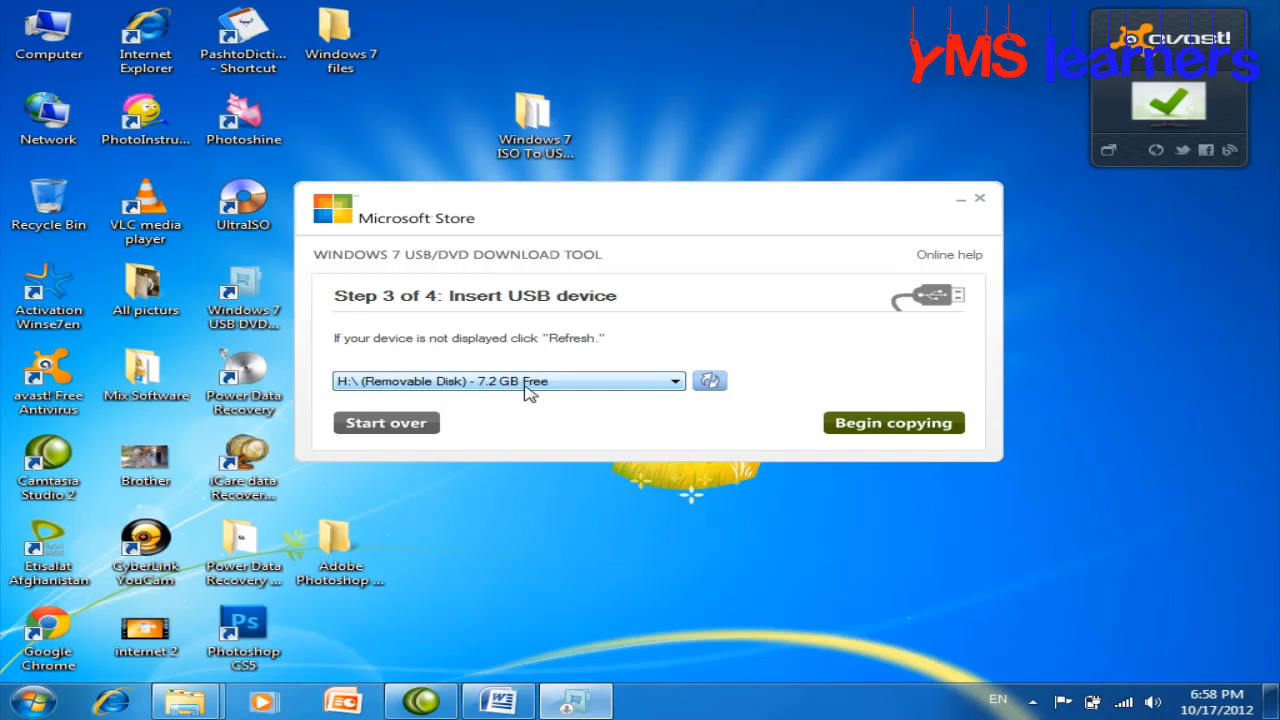 Computer
Internet
Explorer
PashtoDicti...
- Shortcut
Windows 7
files
avast!
YMS learners
Network
PhotoInstru...
Photoshine
Windows 7
ISO To US...
Recycle Bin
VLC media
player
UltraISO
Microsoft Store
WINDOWS 7 USB/DVD DOWNLOAD TOOL
Online help
Step 3 of 4: Insert USB device
If your device is not displayed click "Refresh."
H:\ (Removable Disk) - 7.2 GB Free
Start over
Begin copying
Activation
Winse7en
All picturs
Windows 7
USB DVD...
avast! Free
Antivirus
Mix Software
Power Data
Recovery
Camtasia
Studio 2
Brother
iCare data
Recover...
Etisalat
Afghanistan
CyberLink
YouCam
Power Data
Recovery ...
Adobe
Photoshop ...
Google
Chrome
internet 2
Ps
Photoshop
CS5
EN
6:58 PM
10/17/2012